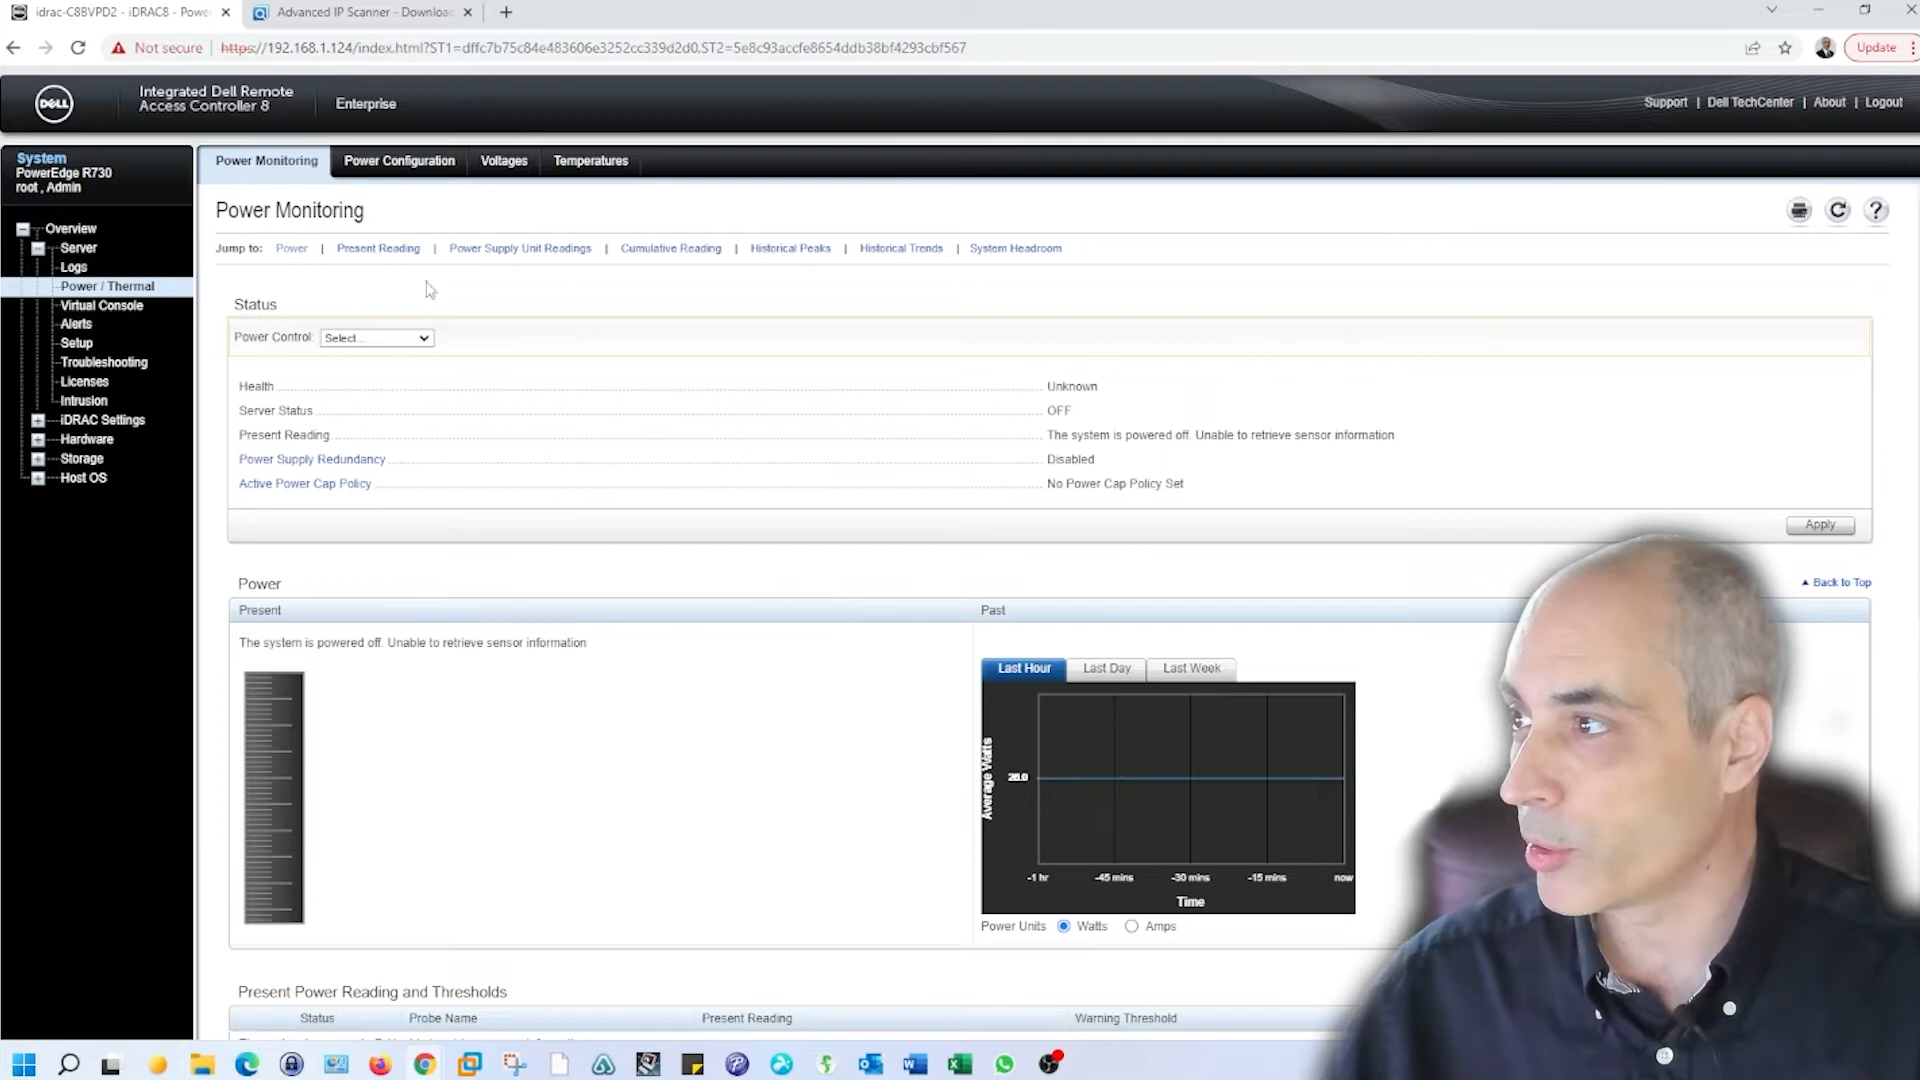 idrac-C8BVPD2 - iDRAC8 - Powe
Advanced IP Scanner - Downloa
Not secure
https://192.168.1.124/index.html?ST1=dffc7b75c84e483606e3252cc339d2d0,ST2=5e8c93accfe8654ddb38bf4293cbf567
Update
DELL
Integrated Dell Remote
Access Controller 8
Enterprise
Support | Dell TechCenter | About | Logout
System
PowerEdge R730
root , Admin
Overview
Server
Logs
Power / Thermal
Virtual Console
Alerts
Setup
Troubleshooting
Licenses
Intrusion
iDRAC Settings
Hardware
Storage
Host OS
Power Monitoring
Power Configuration
Voltages
Temperatures
Power Monitoring
Jump to: Power | Present Reading | Power Supply Unit Readings | Cumulative Reading | Historical Peaks | Historical Trends | System Headroom
Status
Power Control: Select...
Health Unknown
Server Status OFF
Present Reading The system is powered off. Unable to retrieve sensor information
Power Supply Redundancy Disabled
Active Power Cap Policy No Power Cap Policy Set
Apply
Power
Back to Top
Present
Past
The system is powered off. Unable to retrieve sensor information
Last Hour
Last Day
Last Week
Average Watts
-1 hr
-45 mins
-30 mins
-15 mins
now
Time
Power Units Watts Amps
Present Power Reading and Thresholds
Status
Probe Name
Present Reading
Warning Threshold